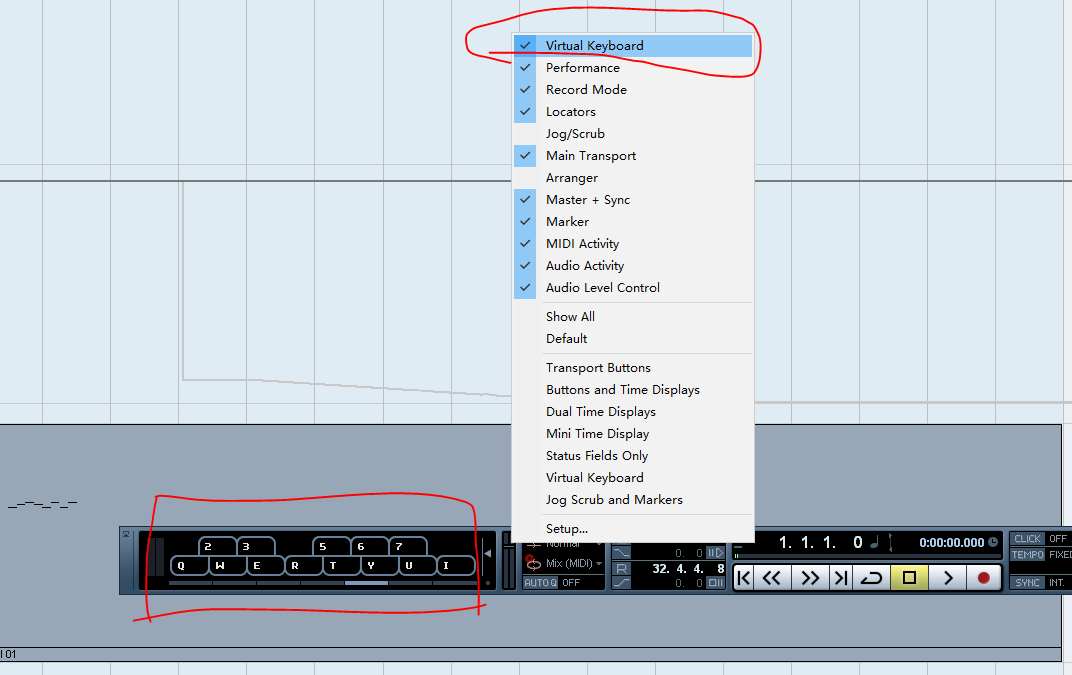 Virtual Keyboard
Performance
Record Mode
Locators
Jog/Scrub
Main Transport
Arranger
Master + Sync
Marker
MIDI Activity
Audio Activity
Audio Level Control
Show All
Default
Transport Buttons
Buttons and Time Displays
Dual Time Displays
Mini Time Display
Status Fields Only
Virtual Keyboard
Jog Scrub and Markers
Setup...
2 3 5 6 7
Q W E R T Y U I
Normal
Mix (MIDI)
AUTO Q OFF
0. 0
R 32. 4. 4. 8
0. 0
1. 1. 1. 0
0:00:00.000
CLICK OFF
TEMPO FIXED
SYNC INT.
01